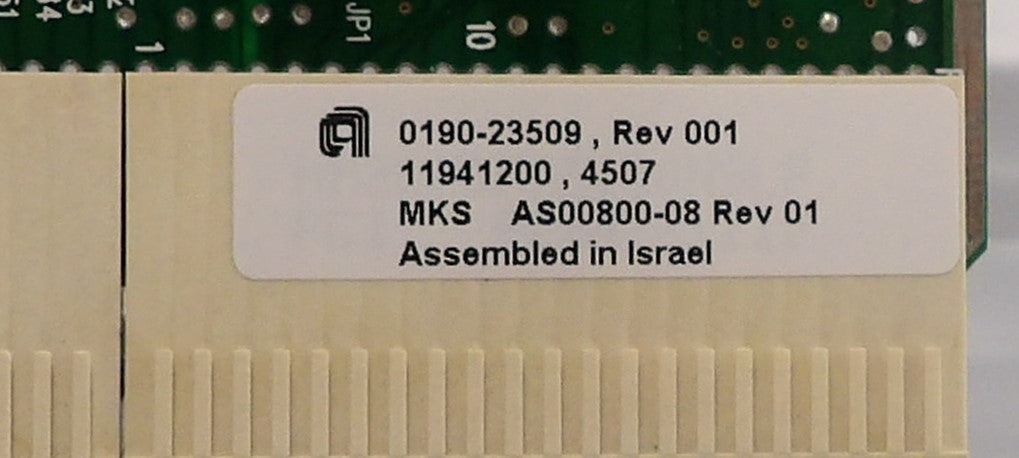 JP1
1
10
0190-23509 , Rev 001
11941200 , 4507
MKS AS00800-08 Rev 01
Assembled in Israel